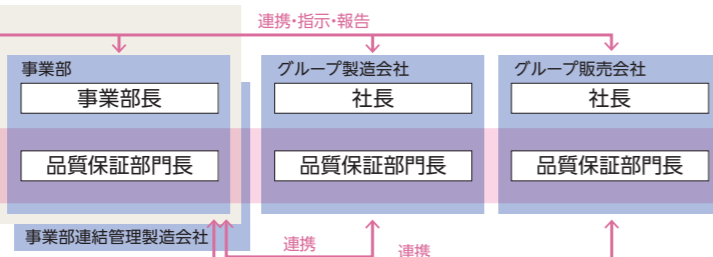 連携・指示・報告
事業部
グループ製造会社
グループ販売会社
事業部長
社長
社長
品質保証部門長
品質保証部門長
品質保証部門長
事業部連結管理製造会社
連携
連携